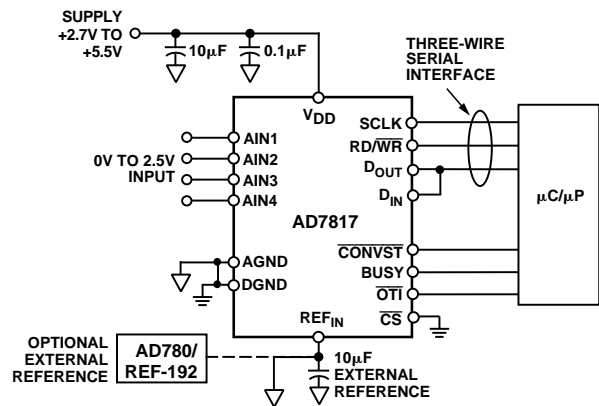 SUPPLY
+2.7V TO
+5.5V
10μF
0.1μF
THREE-WIRE
SERIAL
INTERFACE
VDD
AIN1
AIN2
AIN3
AIN4
0V TO 2.5V
INPUT
SCLK
RD/WR
DOUT
DIN
μC/μP
AD7817
AGND
DGND
CONVST
BUSY
OTI
CS
REFIN
OPTIONAL
EXTERNAL
REFERENCE
AD780/
REF-192
10μF
EXTERNAL
REFERENCE